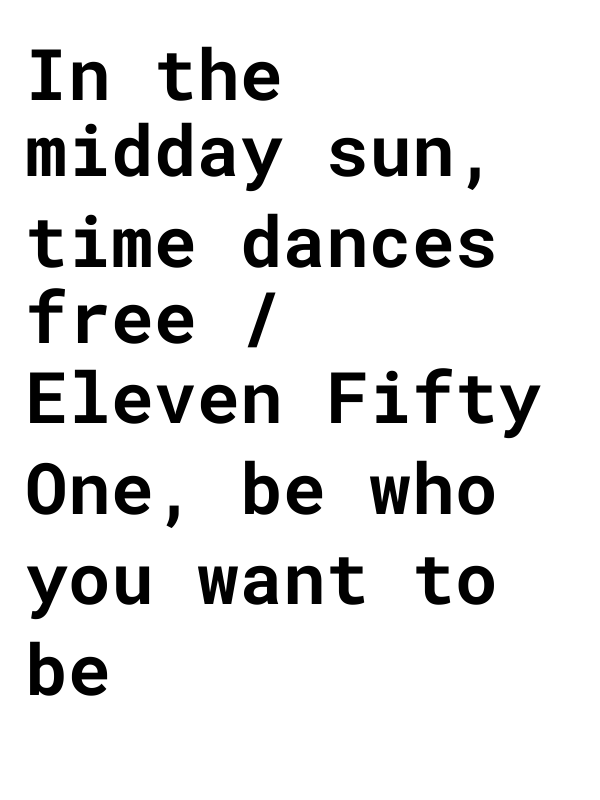 In the
midday sun,
time dances
free /
Eleven Fifty
One, be who
you want to
be